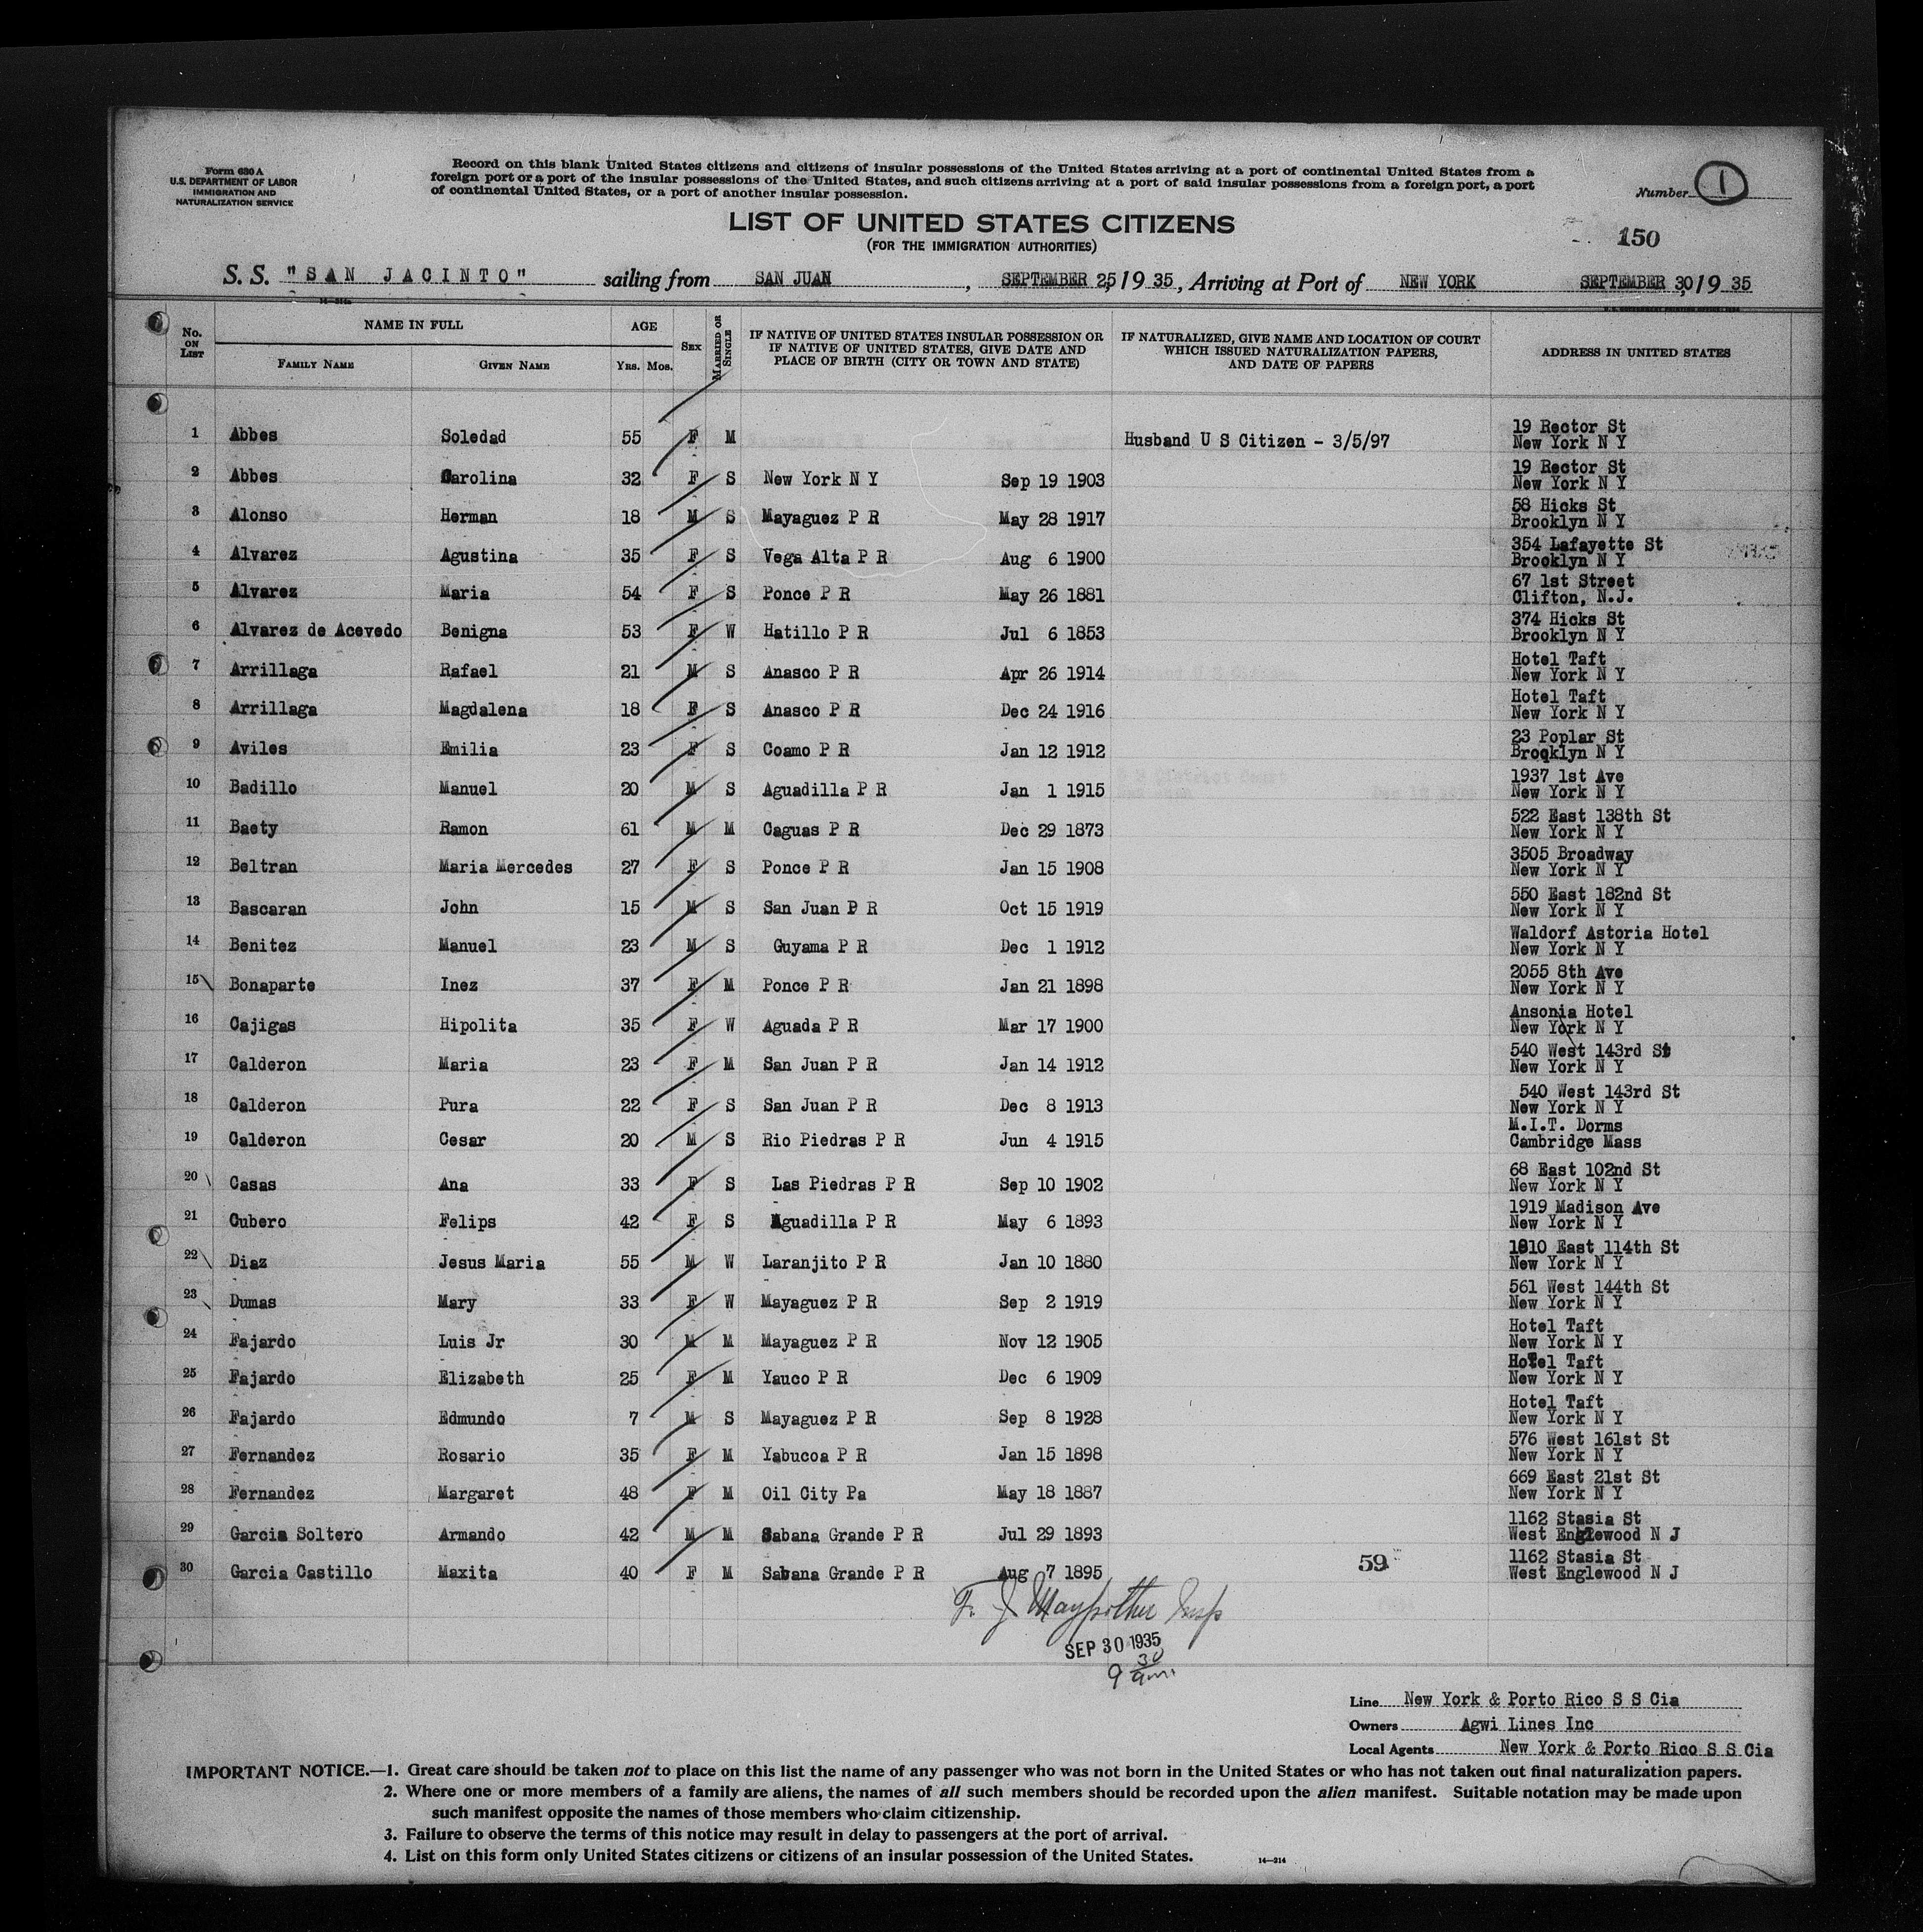 Form 630 A
U.S. DEPARTMENT OF LABOR
IMMIGRATION AND
NATURALIZATION SERVICE
Record on this blank United States citizens and citizens of insular possessions of the United States arriving at a port of continental United States from a
foreign port or a port of the insular possessions of the United States, and such citizens arriving at a port of said insular possessions from a foreign port, a port
of continental United States, or a port of another insular possession.
Number 1
LIST OF UNITED STATES CITIZENS
(FOR THE IMMIGRATION AUTHORITIES)
150
S. S. "SAN JACINTO" sailing from SAN JUAN, SEPTEMBER 25, 1935, Arriving at Port of NEW YORK SEPTEMBER 30, 1935
No. ON LIST
NAME IN FULL
FAMILY NAME
GIVEN NAME
AGE
YRS. MOS.
SEX
MARRIED OR SINGLE
IF NATIVE OF UNITED STATES INSULAR POSSESSION OR
IF NATIVE OF UNITED STATES, GIVE DATE AND
PLACE OF BIRTH (CITY OR TOWN AND STATE)
IF NATURALIZED, GIVE NAME AND LOCATION OF COURT
WHICH ISSUED NATURALIZATION PAPERS,
AND DATE OF PAPERS
ADDRESS IN UNITED STATES
1 Abbes Soledad 55 F M Husband U S Citizen - 3/5/97 19 Rector St
New York N Y
2 Abbes Carolina 32 F S New York N Y Sep 19 1903 19 Rector St
New York N Y
3 Alonso Herman 18 M S Mayaguez P R May 28 1917 58 Hicks St
Brooklyn N Y
4 Alvarez Agustina 35 F S Vega Alta P R Aug 6 1900 354 Lafayette St
Brooklyn N Y
5 Alvarez Maria 54 F S Ponce P R May 26 1881 67 1st Street
Clifton, N.J.
6 Alvarez de Acevedo Benigna 53 F W Hatillo P R Jul 6 1853 374 Hicks St
Brooklyn N Y
7 Arrillaga Rafael 21 M S Anasco P R Apr 26 1914 Hotel Taft
New York N Y
8 Arrillaga Magdalena 18 F S Anasco P R Dec 24 1916 Hotel Taft
New York N Y
9 Aviles Emilia 23 F S Coamo P R Jan 12 1912 23 Poplar St
Brooklyn N Y
10 Badillo Manuel 20 M S Aguadilla P R Jan 1 1915 1937 1st Ave
New York N Y
11 Baety Ramon 61 M M Caguas P R Dec 29 1873 522 East 138th St
New York N Y
12 Beltran Maria Mercedes 27 F S Ponce P R Jan 15 1908 3505 Broadway
New York N Y
13 Bascaran John 15 M S San Juan P R Oct 15 1919 550 East 182nd St
New York N Y
14 Benitez Manuel 23 M S Guyama P R Dec 1 1912 Waldorf Astoria Hotel
New York N Y
15 Bonaparte Inez 37 F M Ponce P R Jan 21 1898 2055 8th Ave
New York N Y
16 Cajigas Hipolita 35 F W Aguada P R Mar 17 1900 Ansonia Hotel
New York N Y
17 Calderon Maria 23 F M San Juan P R Jan 14 1912 540 West 143rd St
New York N Y
18 Calderon Pura 22 F S San Juan P R Dec 8 1913 540 West 143rd St
New York N Y
19 Calderon Cesar 20 M S Rio Piedras P R Jun 4 1915 M.I.T. Dorms
Cambridge Mass
20 Casas Ana 33 F S Las Piedras P R Sep 10 1902 68 East 102nd St
New York N Y
21 Cubero Felips 42 F S Aguadilla P R May 6 1893 1919 Madison Ave
New York N Y
22 Diaz Jesus Maria 55 M W Laranjito P R Jan 10 1880 1810 East 114th St
New York N Y
23 Dumas Mary 33 F W Mayaguez P R Sep 2 1919 561 West 144th St
New York N Y
24 Fajardo Luis Jr 30 M M Mayaguez P R Nov 12 1905 Hotel Taft
New York N Y
25 Fajardo Elizabeth 25 F M Yauco P R Dec 6 1909 Hotel Taft
New York N Y
26 Fajardo Edmundo 7 M S Mayaguez P R Sep 8 1928 Hotel Taft
New York N Y
27 Fernandez Rosario 35 F M Yabucoa P R Jan 15 1898 576 West 161st St
New York N Y
28 Fernandez Margaret 48 F M Oil City Pa May 18 1887 669 East 21st St
New York N Y
29 Garcia Soltero Armando 42 M M Sabana Grande P R Jul 29 1893 1162 Stasia St
West Englewood N J
30 Garcia Castillo Maxita 40 F M Sabana Grande P R Aug 7 1895 59 1162 Stasia St
West Englewood N J
F. J. Maypother Insp
SEP 30 1935
9 30 am.
Line New York & Porto Rico S S Cia
Owners Agwi Lines Inc
Local Agents New York & Porto Rico S S Cia
IMPORTANT NOTICE.—1. Great care should be taken not to place on this list the name of any passenger who was not born in the United States or who has not taken out final naturalization papers.
2. Where one or more members of a family are aliens, the names of all such members should be recorded upon the alien manifest. Suitable notation may be made upon
such manifest opposite the names of those members who claim citizenship.
3. Failure to observe the terms of this notice may result in delay to passengers at the port of arrival.
4. List on this form only United States citizens or citizens of an insular possession of the United States.
14—214